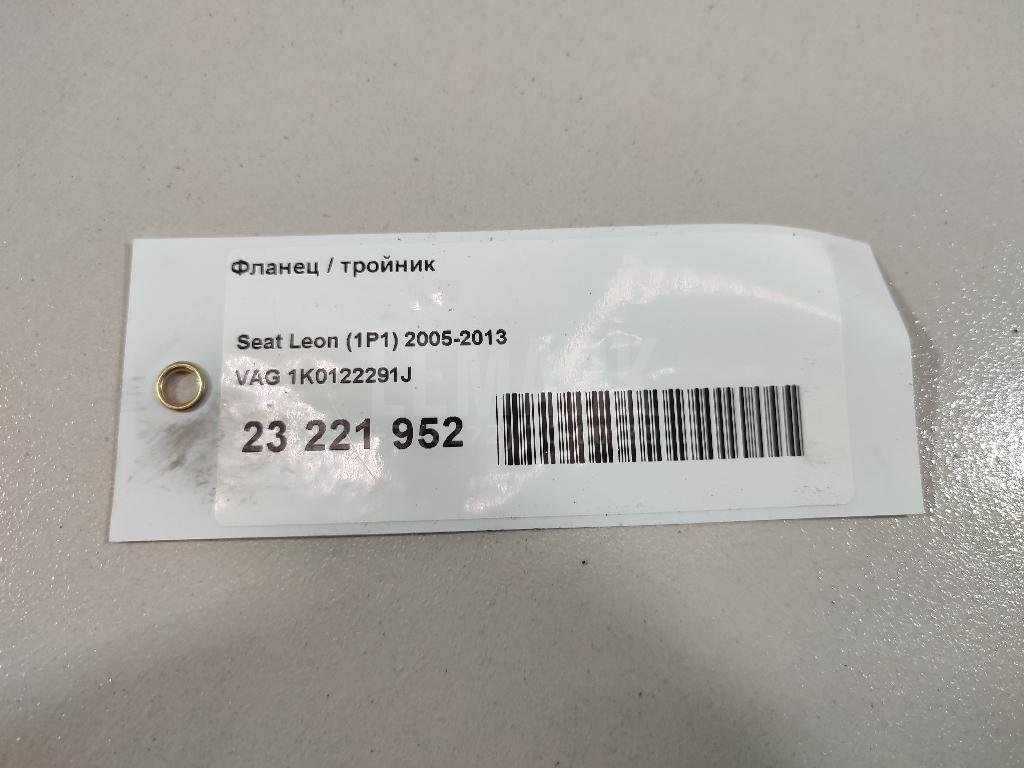 Фланец / тройник
Seat Leon (1P1) 2005-2013
VAG 1K0122291J
23 221 952